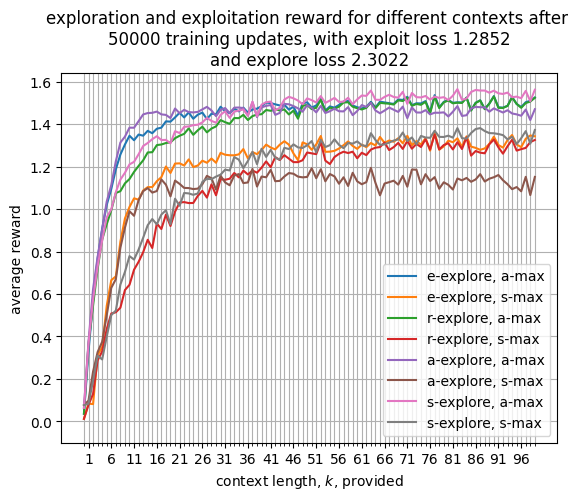 exploration and exploitation reward for different contexts after
50000 training updates, with exploit loss 1.2852
and explore loss 2.3022
1.6
1.4
1.2
1.0
0.8
0.6
0.4
0.2
0.0
average reward
e-explore, a-max
e-explore, s-max
r-explore, a-max
r-explore, s-max
a-explore, a-max
a-explore, s-max
s-explore, a-max
s-explore, s-max
1 6 11 16 21 26 31 36 41 46 51 56 61 66 71 76 81 86 91 96
context length, k, provided